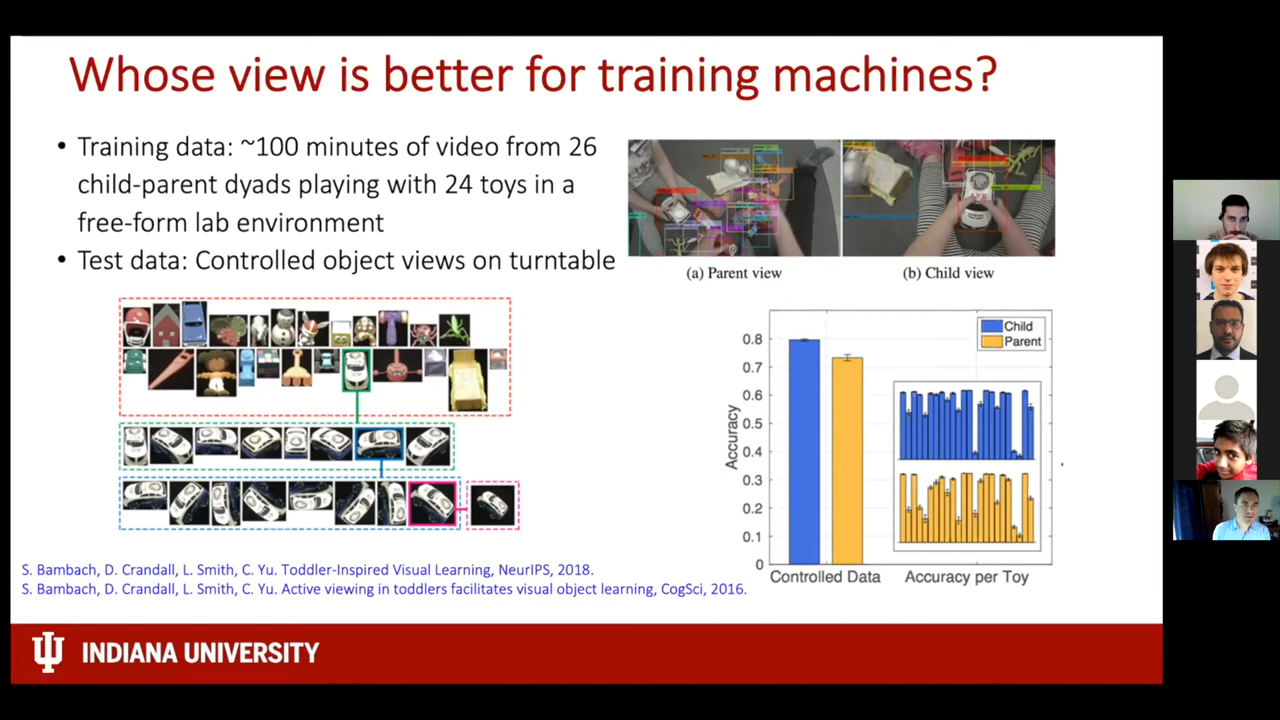 Whose view is better for training machines?
• Training data: ~100 minutes of video from 26
child-parent dyads playing with 24 toys in a
free-form lab environment
• Test data: Controlled object views on turntable
(a) Parent view
(b) Child view
Child
Parent
0.8
0.7
0.6
0.5
0.4
0.3
0.2
0.1
0
Accuracy
Controlled Data
Accuracy per Toy
S. Bambach, D. Crandall, L. Smith, C. Yu. Toddler-Inspired Visual Learning, NeurIPS, 2018.
S. Bambach, D. Crandall, L. Smith, C. Yu. Active viewing in toddlers facilitates visual object learning, CogSci, 2016.
INDIANA UNIVERSITY